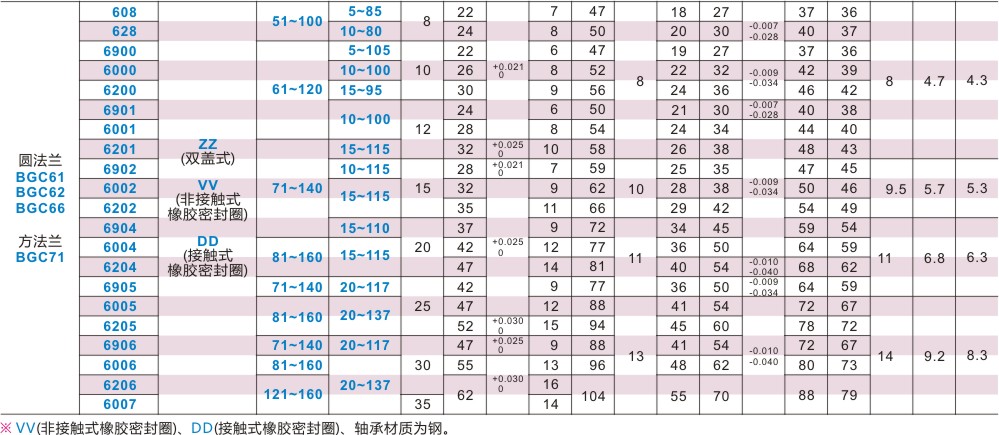 608 51~100 5~85 8 22 7 47 18 27 -0.007 -0.028 37 36
628 10~80 24 8 50 20 30 40 37
6900 61~120 5~105 10 22 +0.021 0 6 47 8 19 27 -0.009 -0.034 37 36 8 4.7 4.3
6000 10~100 26 8 52 22 32 42 39
6200 15~95 30 9 56 24 36 46 42
6901 10~100 12 24 6 50 21 30 -0.007 -0.028 40 38
6001 28 8 54 24 34 44 40
6201 ZZ 15~115 32 +0.025 0 10 58 26 38 48 43
(双盖式)
圆法兰 6902 10~115 28 +0.021 0 7 59 25 35 47 45
BGC61
BGC62 6002 VV 71~140 15~115 15 32 9 62 10 28 38 -0.009 -0.034 50 46 9.5 5.7 5.3
(非接触式
BGC66 6202 橡胶密封圈) 35 11 66 29 42 54 49
6904 15~110 20 37 +0.025 0 9 72 34 45 59 54
方法兰 6004 DD 81~160 15~115 42 12 77 11 36 50 64 59 11 6.8 6.3
BGC71 (接触式
6204 橡胶密封圈) 47 14 81 40 54 -0.010 -0.040 68 62
6905 71~140 20~117 25 42 9 77 36 50 -0.009 -0.034 64 59
6005 81~160 20~137 47 12 88 13 41 54 -0.010 -0.040 72 67 14 9.2 8.3
6205 52 +0.030 0 15 94 45 60 78 72
6906 71~140 20~117 30 47 +0.025 0 9 88 41 54 72 67
6006 81~160 20~137 55 +0.030 0 13 96 48 62 80 73
6206 121~160 62 16 104 55 70 88 79
6007 35 14
※ VV(非接触式橡胶密封圈)、DD(接触式橡胶密封圈)、轴承材质为钢。